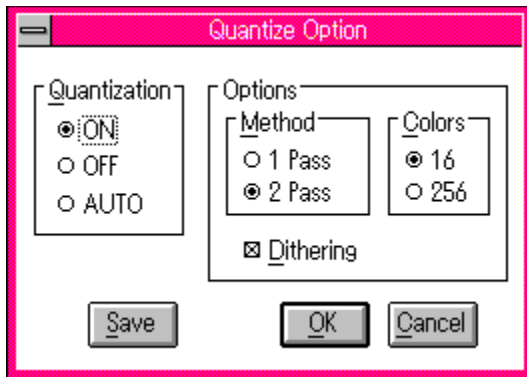 Quantize Option
Quantization
ON
OFF
AUTO
Options
Method
1 Pass
2 Pass
Colors
16
256
Dithering
Save
OK
Cancel